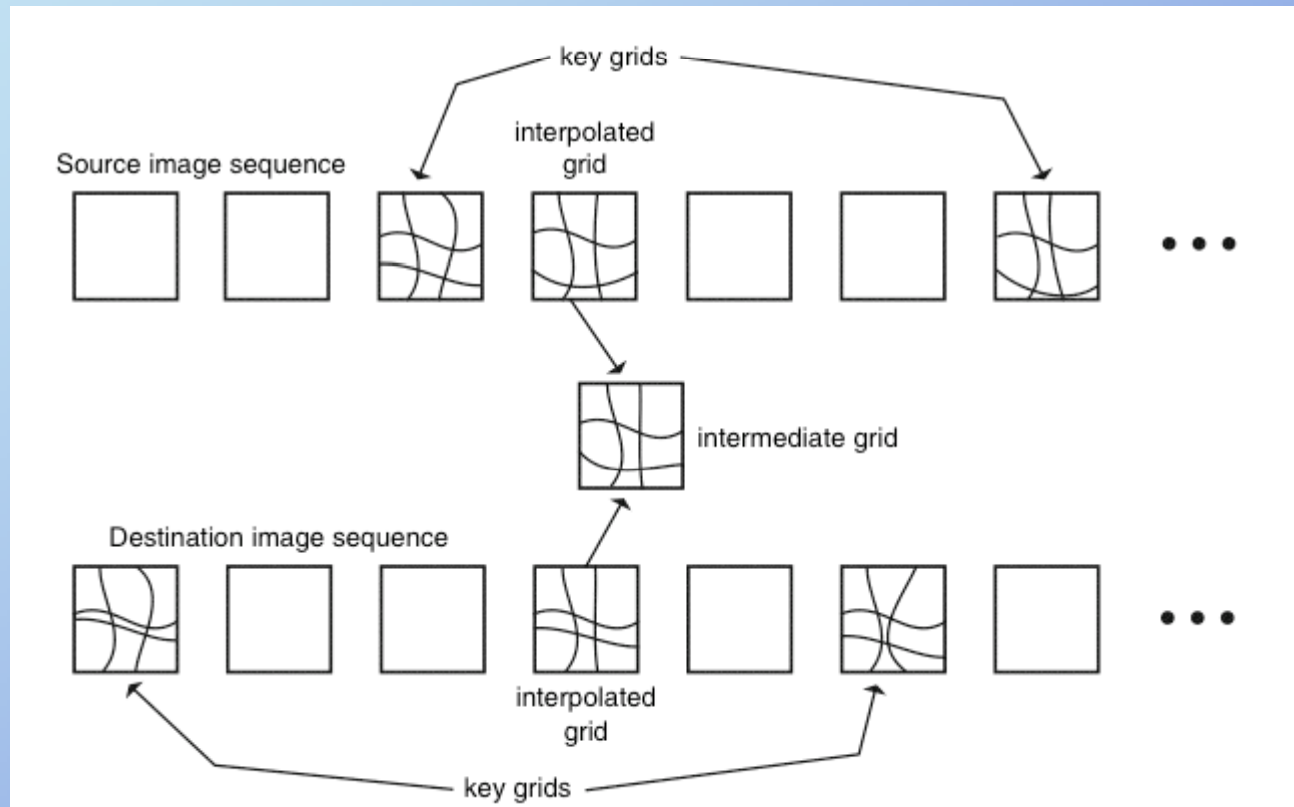 key grids
interpolated
grid
Source image sequence
intermediate grid
Destination image sequence
interpolated
grid
key grids